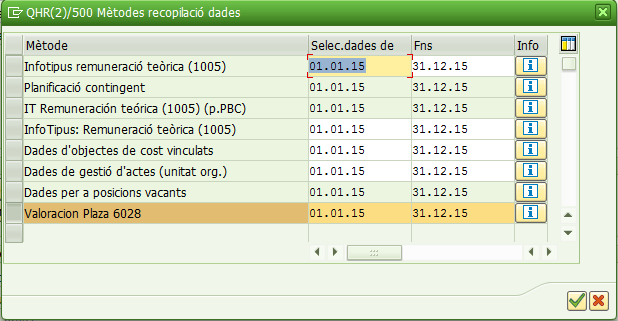 QHR(2)/500 Mètodes recopilació dades
Mètode Selec.dades de Fns Info
Infotipus remuneració teòrica (1005) 01.01.15 31.12.15
Planificació contingent 01.01.15 31.12.15
IT Remuneración teórica (1005) (p.PBC) 01.01.15 31.12.15
InfoTipus: Remuneració teòrica (1005) 01.01.15 31.12.15
Dades d'objectes de cost vinculats 01.01.15 31.12.15
Dades de gestió d'actes (unitat org.) 01.01.15 31.12.15
Dades per a posicions vacants 01.01.15 31.12.15
Valoracion Plaza 6028 01.01.15 31.12.15